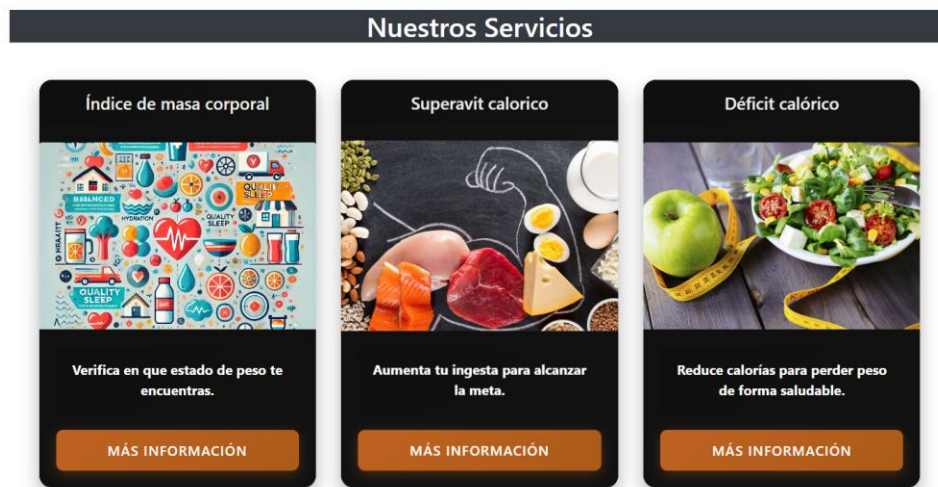 Nuestros Servicios
Índice de masa corporal
BALANCED
HYDRATION
QUALITY
SLEEP
QUALITY
SLEEP
Verifica en que estado de peso te
encuentras.
MÁS INFORMACIÓN
Superavit calorico
Aumenta tu ingesta para alcanzar
la meta.
MÁS INFORMACIÓN
Déficit calórico
Reduce calorías para perder peso
de forma saludable.
MÁS INFORMACIÓN